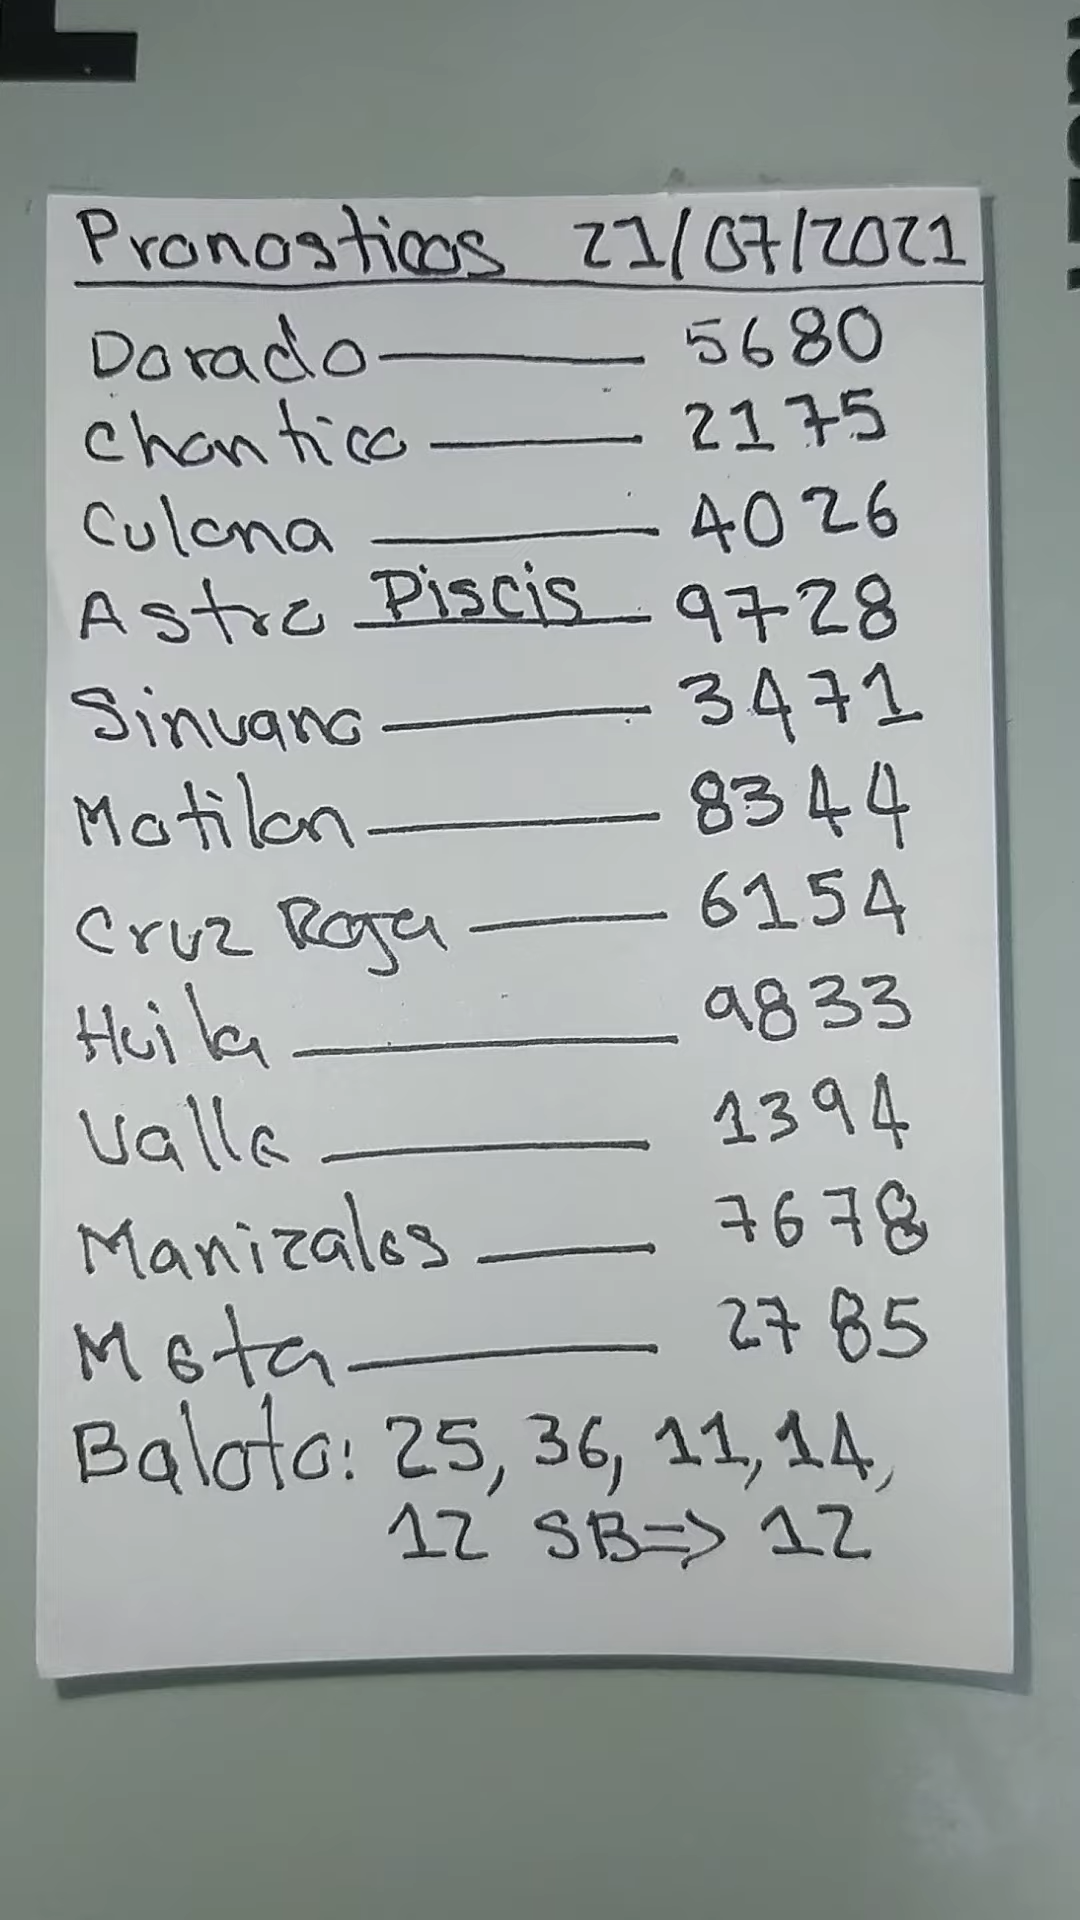 Pronosticos 21/07/2021
Dorado 5680
Chontico 2175
Culona 4026
Astro Piscis 9728
Sinuano 3471
Motilon 8344
Cruz Roja 6154
Huila 9833
Valle 1394
Manizales 7678
Meta 2785
Baloto: 25, 36, 11, 14,
12 SB=> 12